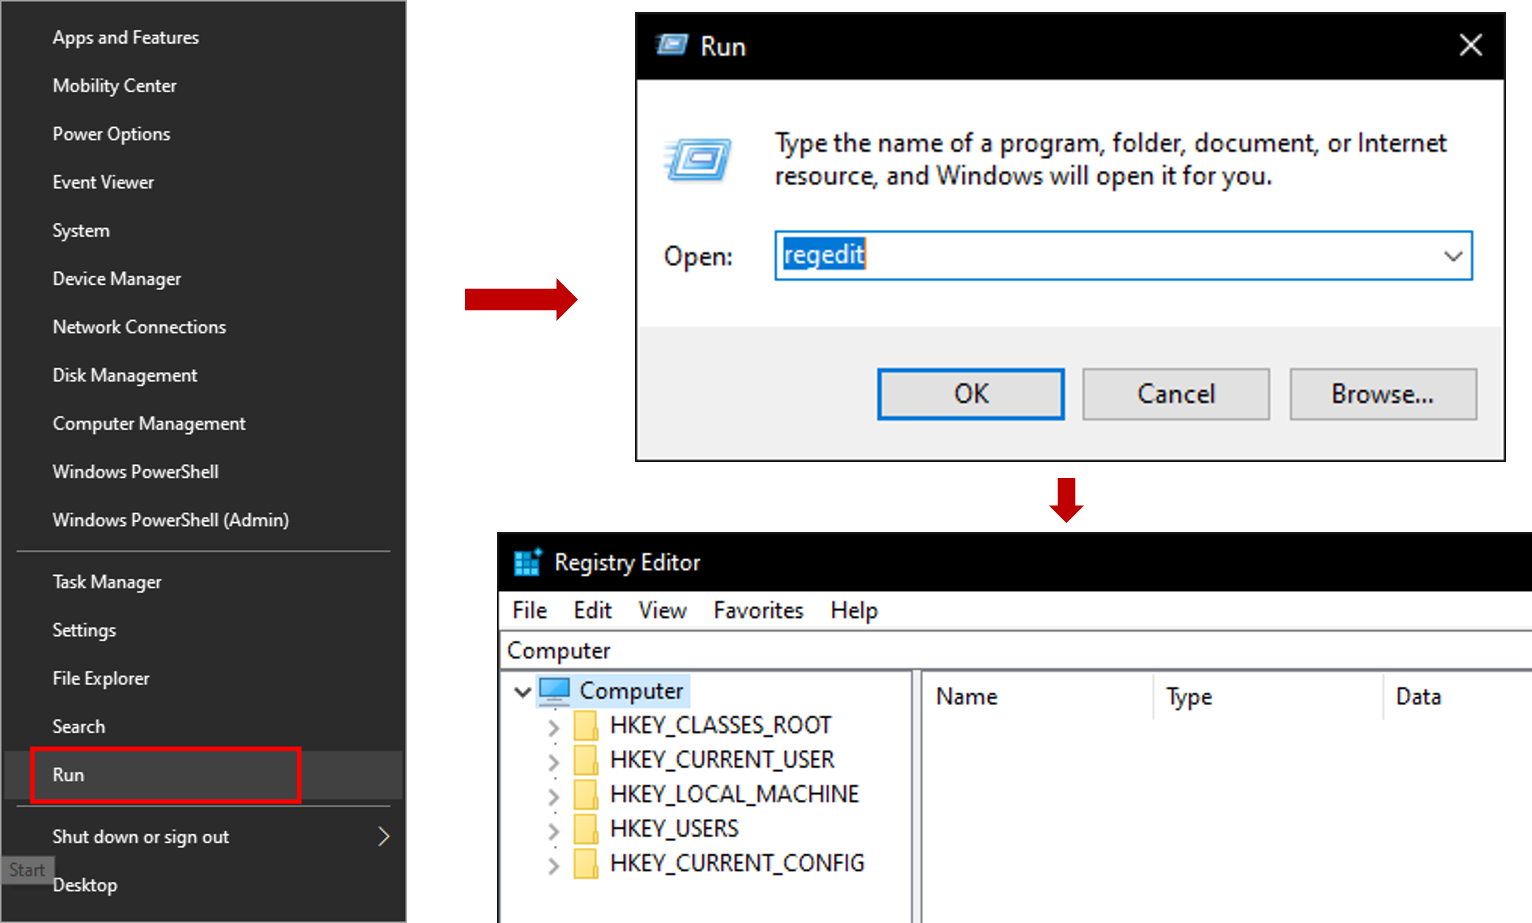 Apps and Features
Mobility Center
Power Options
Event Viewer
System
Device Manager
Network Connections
Disk Management
Computer Management
Windows PowerShell
Windows PowerShell (Admin)
Task Manager
Settings
File Explorer
Search
Run
Shut down or sign out
Start
Desktop
Run
Type the name of a program, folder, document, or Internet
resource, and Windows will open it for you.
Open: regedit
OK Cancel Browse...
Registry Editor
File Edit View Favorites Help
Computer
Computer
HKEY_CLASSES_ROOT
HKEY_CURRENT_USER
HKEY_LOCAL_MACHINE
HKEY_USERS
HKEY_CURRENT_CONFIG
Name Type Data